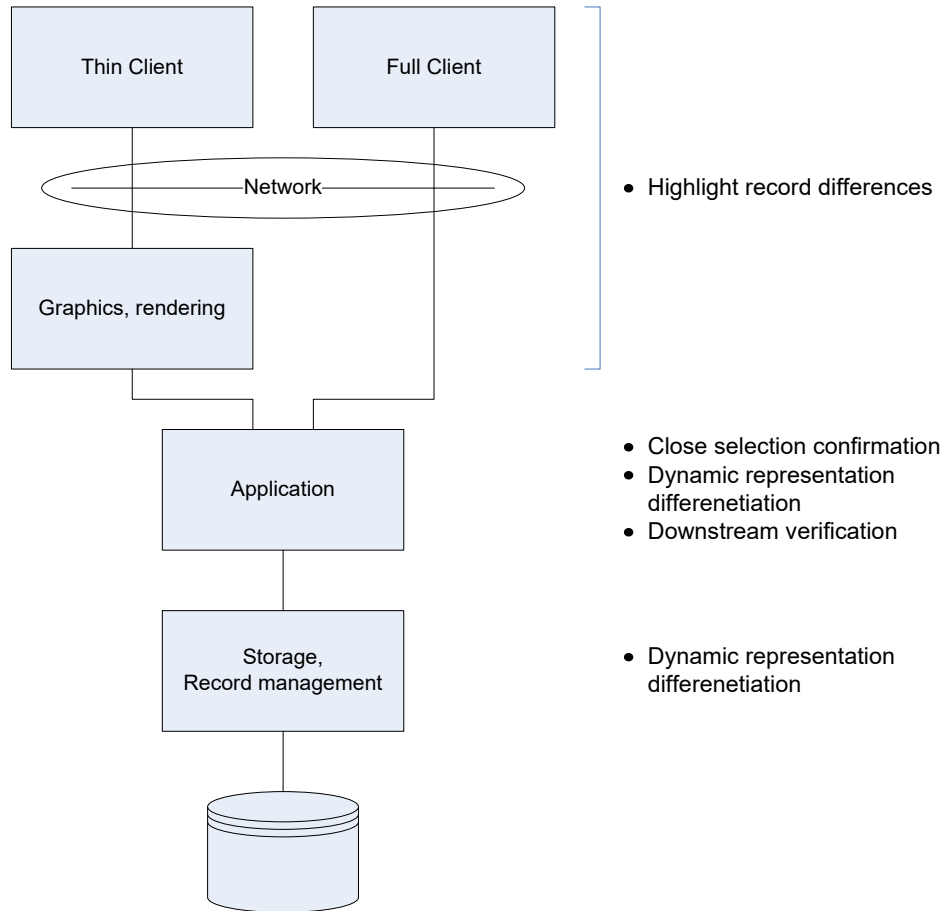 Thin Client
Full Client
Network
• Highlight record differences
Graphics, rendering
Application
• Close selection confirmation
• Dynamic representation
differenetiation
• Downstream verification
Storage,
Record management
• Dynamic representation
differenetiation